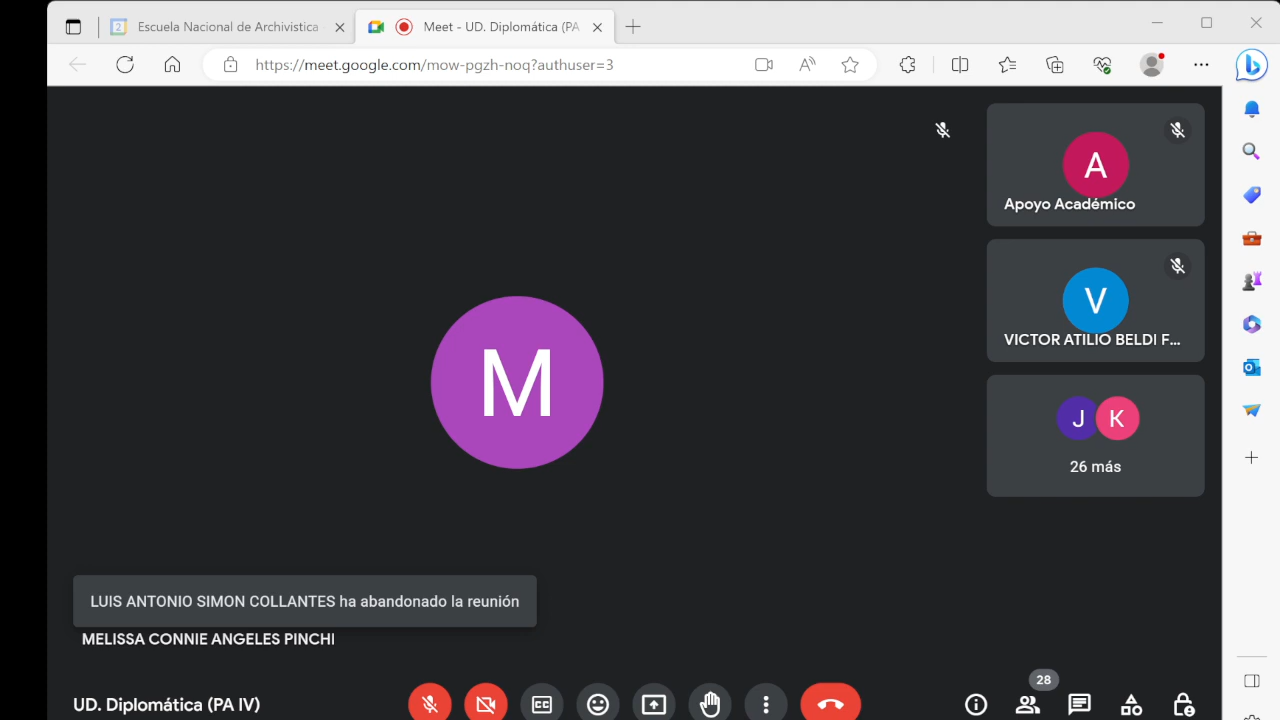 Escuela Nacional de Archivística
Meet - UD. Diplomática (PA
https://meet.google.com/mow-pgzh-noq?authuser=3
A
Apoyo Académico
V
VICTOR ATILIO BELDI F...
J K
26 más
M
LUIS ANTONIO SIMON COLLANTES ha abandonado la reunión
MELISSA CONNIE ANGELES PINCHI
28
UD. Diplomática (PA IV)
CC